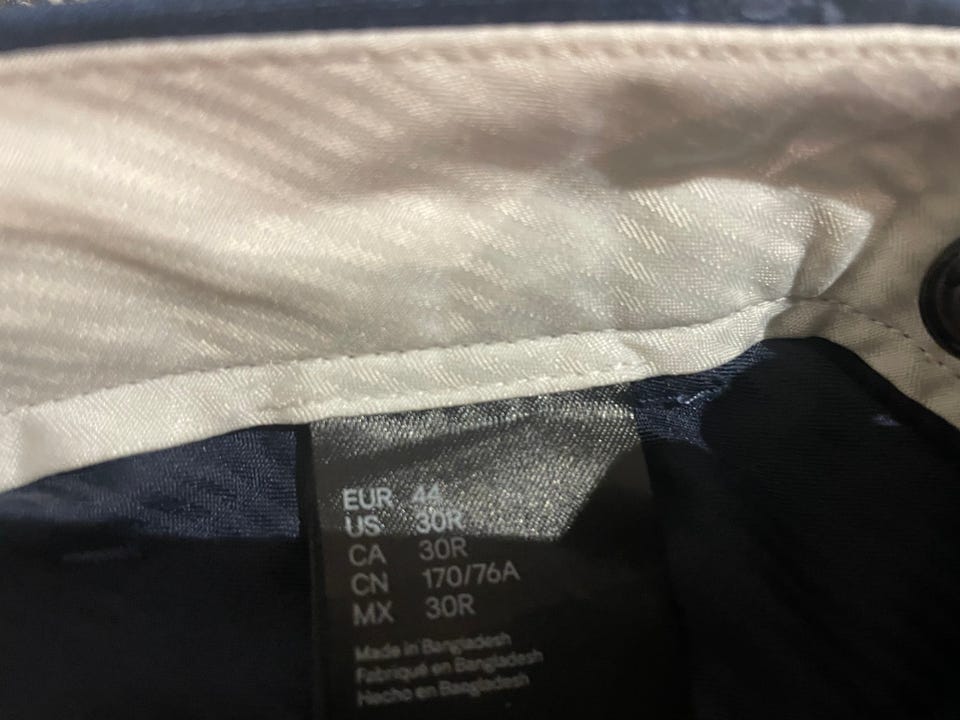 EUR 44
US 30R
CA 30R
CN 170/76A
MX 30R
Made in Bangladesh
Fabriqué en Bangladesh
Hecho en Bangladesh